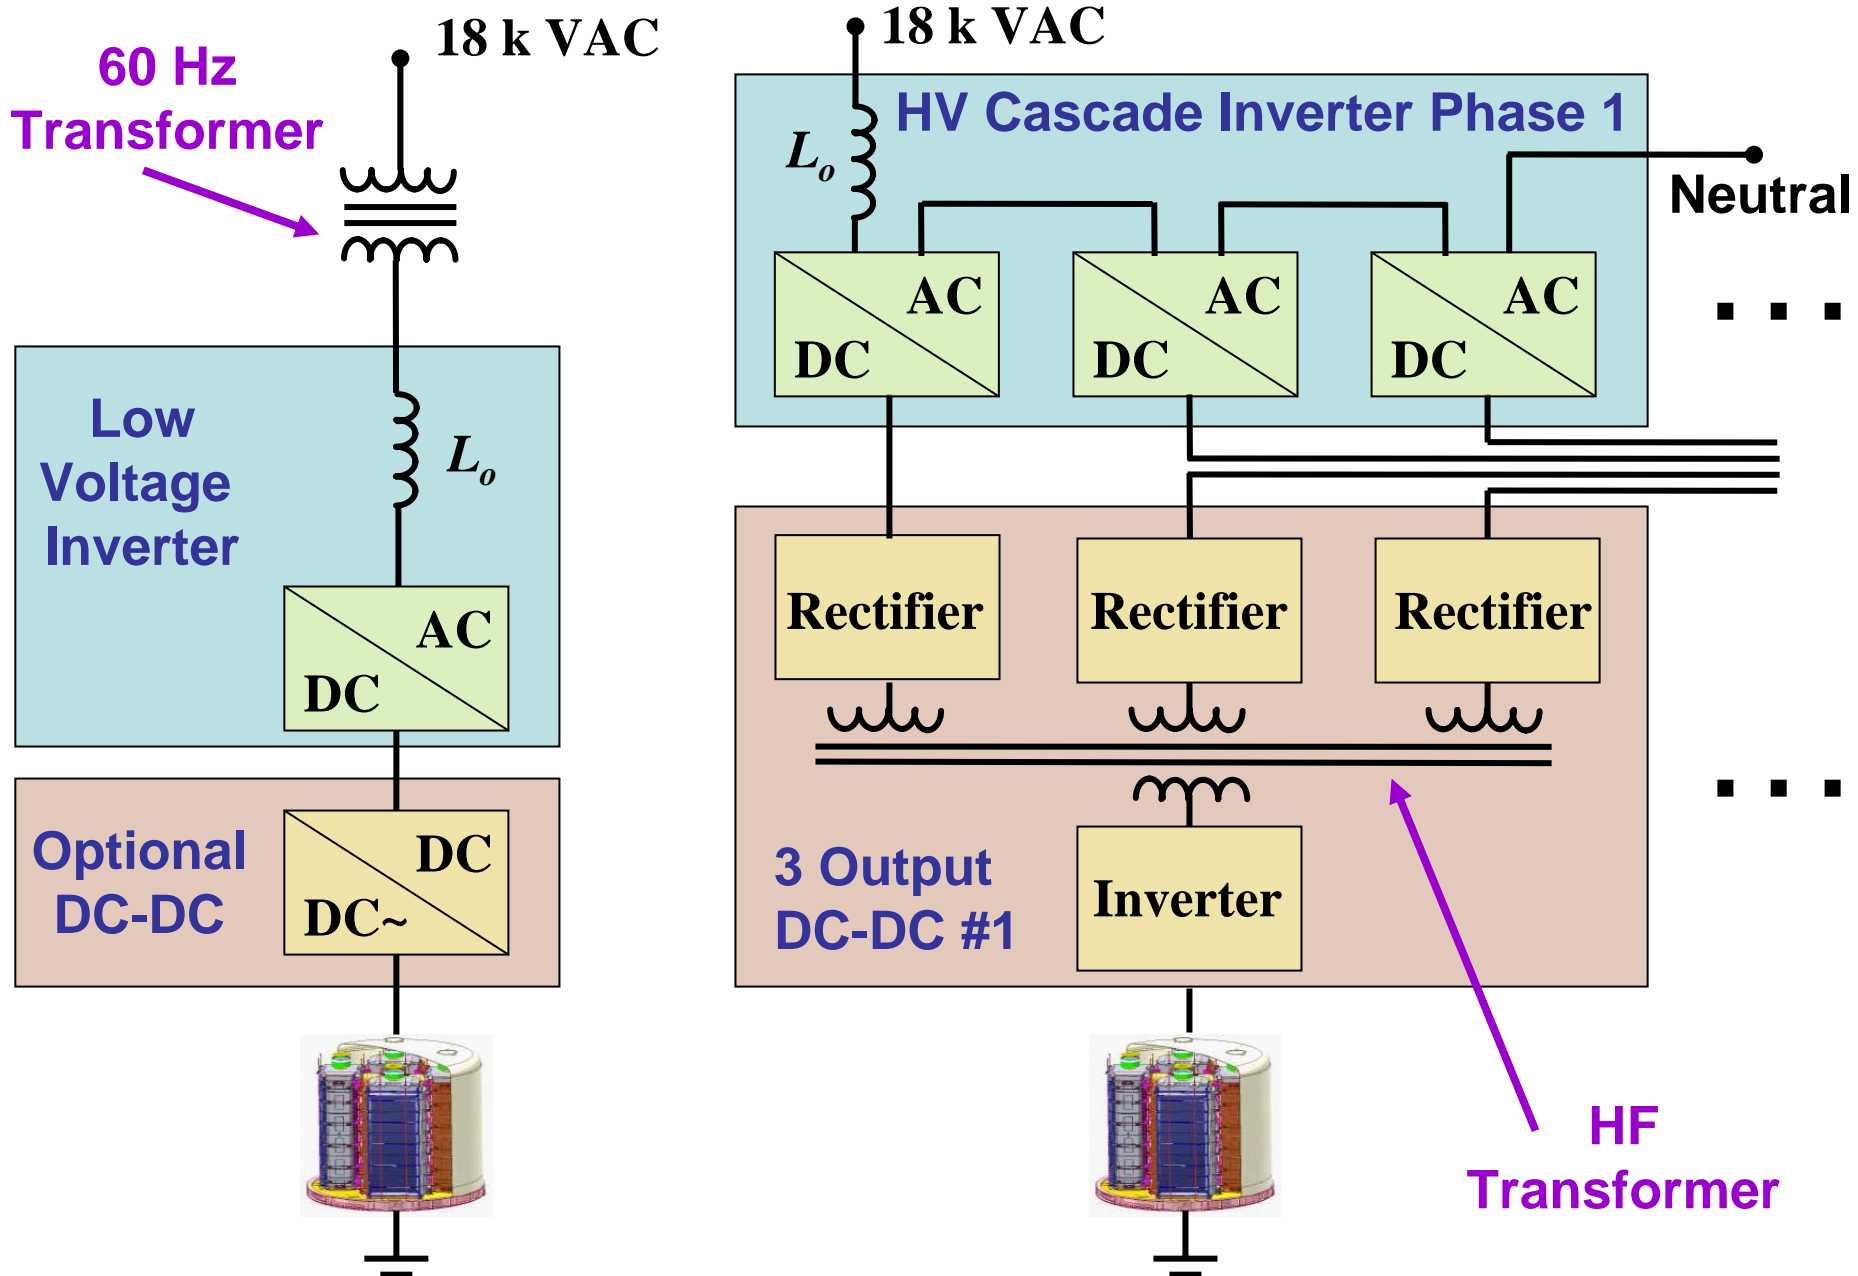 60 Hz
Transformer
18 k VAC
Low
Voltage
Inverter
Lo
AC
DC
Optional
DC-DC
DC
DC~
18 k VAC
HV Cascade Inverter Phase 1
Lo
Neutral
AC
DC
AC
DC
AC
DC
. . .
Rectifier
Rectifier
Rectifier
. . .
3 Output
DC-DC #1
Inverter
HF
Transformer